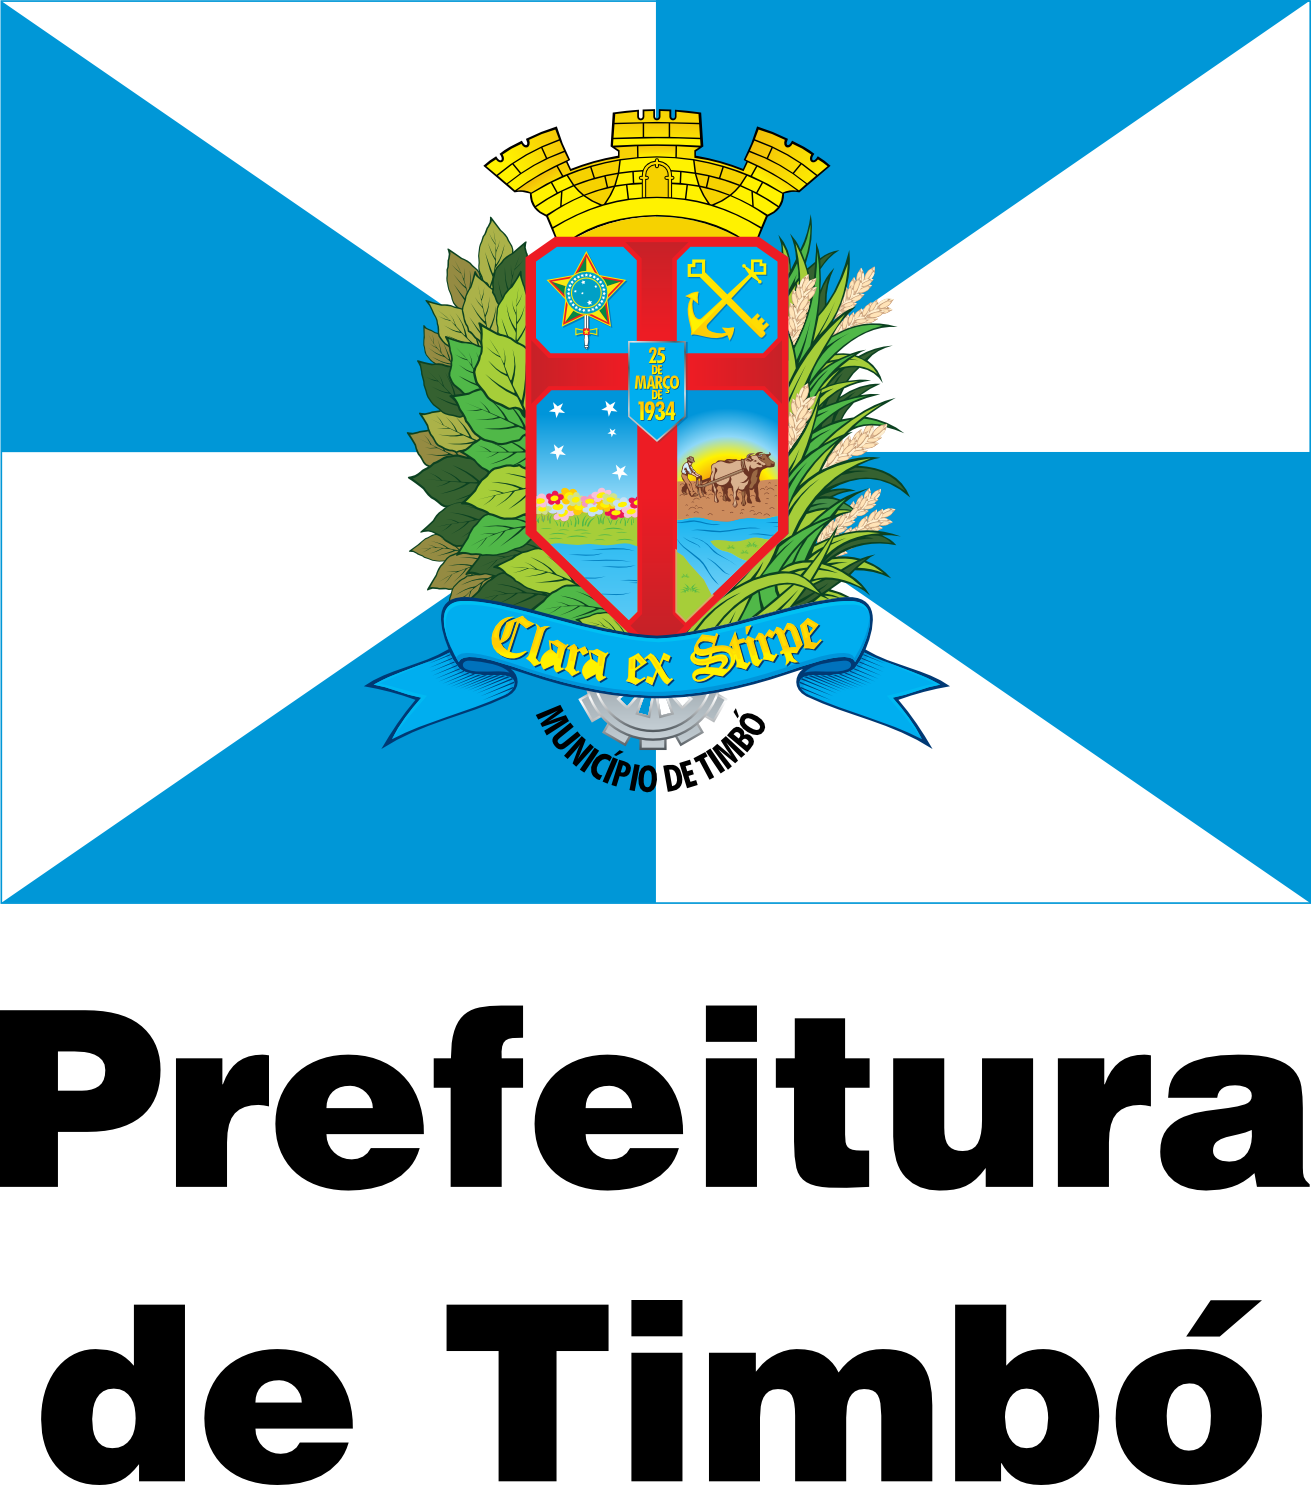 25
DE
MARÇO
DE
1934
Clara ex Stirpe
MUNICÍPIO DE TIMBÓ
Prefeitura
de Timbó